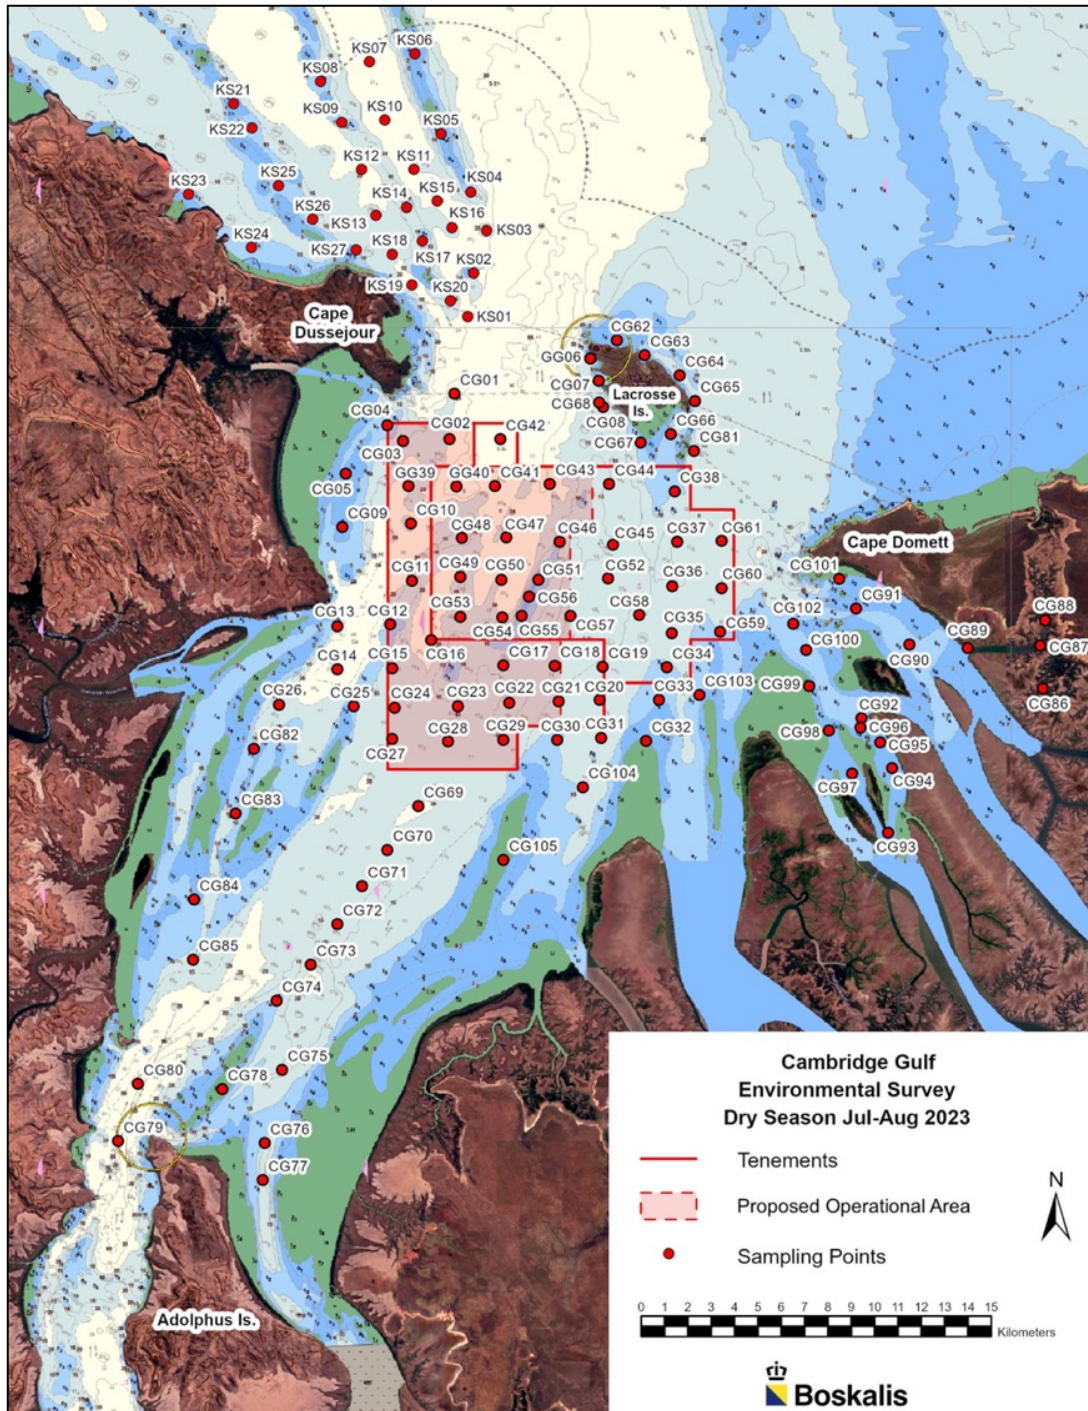 KS06
KS07
KS08
KS21
KS09
KS10
KS22
KS05
KS12
KS11
KS25
KS23
KS15
KS04
KS14
KS26
KS13
KS16
KS03
KS24
KS27
KS18
KS17
KS02
KS19
KS20
KS01
Cape
Dussejour
CG62
CG63
GG06
CG64
CG07
CG01
Lacrosse
Is.
CG65
CG68
CG08
CG04
CG02
CG42
CG66
CG67
CG81
CG03
CG05
GG39
GG40
CG41
CG43
CG44
CG38
CG09
CG10
CG48
CG47
CG46
CG45
CG37
CG61
Cape Domett
CG11
CG49
CG50
CG51
CG52
CG36
CG60
CG101
CG91
CG13
CG12
CG53
CG56
CG58
CG102
CG88
CG54
CG55
CG57
CG35
CG59
CG100
CG89
CG87
CG14
CG15
CG16
CG17
CG18
CG19
CG34
CG90
CG26
CG25
CG24
CG23
CG22
CG21
CG20
CG33
CG103
CG99
CG86
CG82
CG27
CG28
CG29
CG30
CG31
CG32
CG92
CG98
CG96
CG95
CG104
CG97
CG94
CG83
CG69
CG70
CG105
CG93
CG71
CG84
CG72
CG85
CG73
CG74
CG75
CG80
CG78
CG79
CG76
CG77
Adolphus Is.
Cambridge Gulf
Environmental Survey
Dry Season Jul-Aug 2023
Tenements
Proposed Operational Area
Sampling Points
N
0 1 2 3 4 5 6 7 8 9 10 11 12 13 14 15
Kilometers
Boskalis